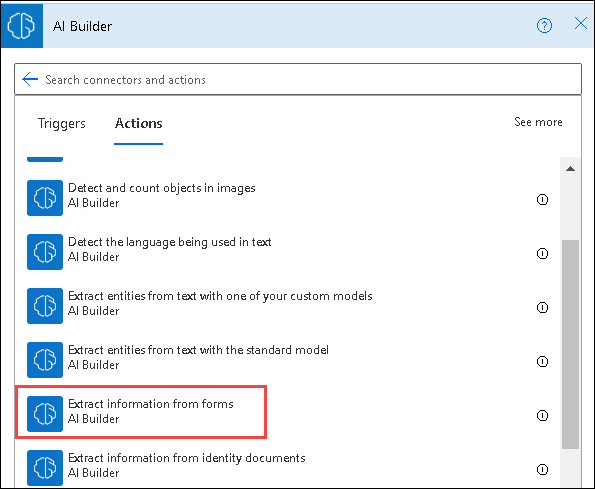 AI Builder
Search connectors and actions
Triggers Actions See more
Detect and count objects in images
AI Builder
Detect the language being used in text
AI Builder
Extract entities from text with one of your custom models
AI Builder
Extract entities from text with the standard model
AI Builder
Extract information from forms
AI Builder
Extract information from identity documents
AI Builder